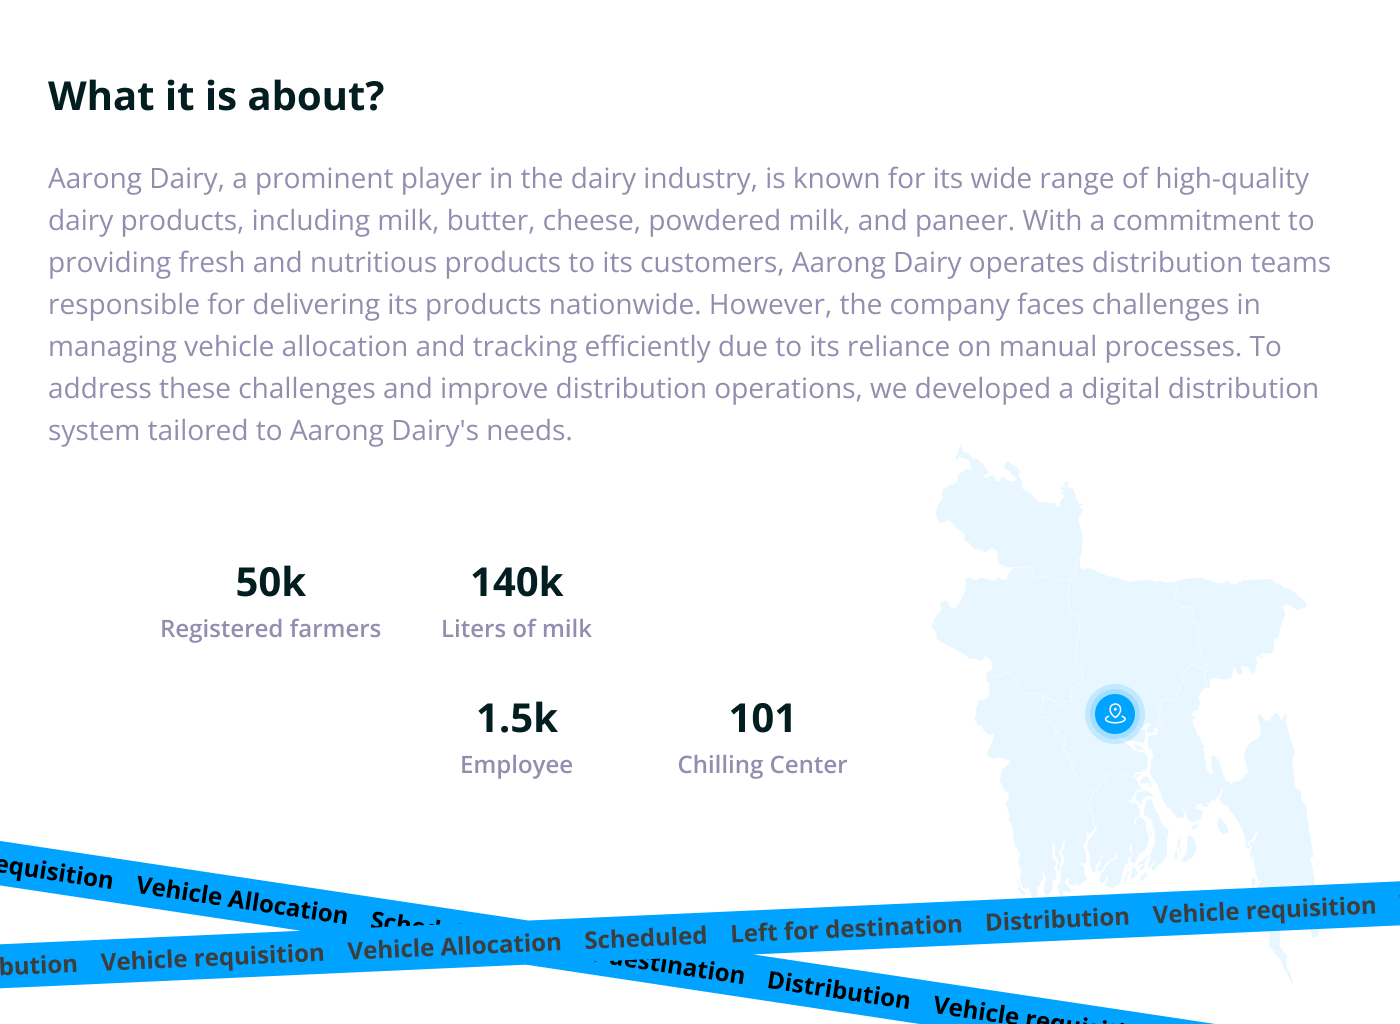 What it is about?
Aarong Dairy, a prominent player in the dairy industry, is known for its wide range of high-quality
dairy products, including milk, butter, cheese, powdered milk, and paneer. With a commitment to
providing fresh and nutritious products to its customers, Aarong Dairy operates distribution teams
responsible for delivering its products nationwide. However, the company faces challenges in
managing vehicle allocation and tracking efficiently due to its reliance on manual processes. To
address these challenges and improve distribution operations, we developed a digital distribution
system tailored to Aarong Dairy's needs.
50k
Registered farmers
140k
Liters of milk
1.5k
Employee
101
Chilling Center
equisition Vehicle Allocation destination Distribution Vehicle
bution Vehicle requisition Vehicle Allocation Scheduled Left for destination Distribution Vehicle requisition